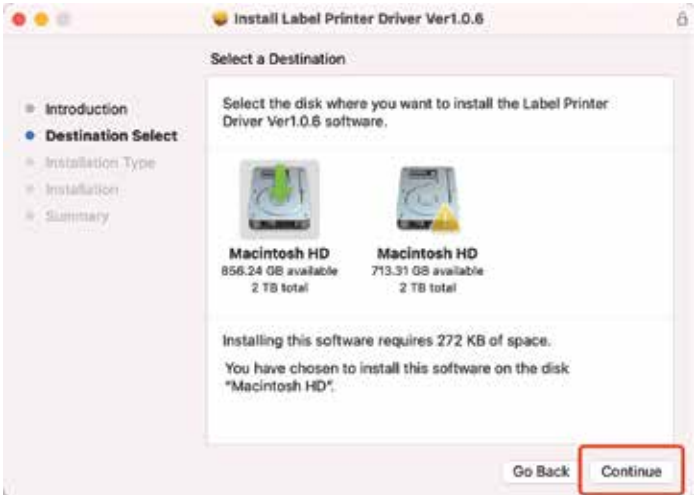 Install Label Printer Driver Ver1.0.6
Select a Destination
Introduction
Destination Select
Installation Type
Installation
Summary
Select the disk where you want to install the Label Printer
Driver Ver1.0.6 software.
Macintosh HD
856.24 GB available
2 TB total
Macintosh HD
713.31 GB available
2 TB total
Installing this software requires 272 KB of space.
You have chosen to install this software on the disk
"Macintosh HD".
Go Back
Continue